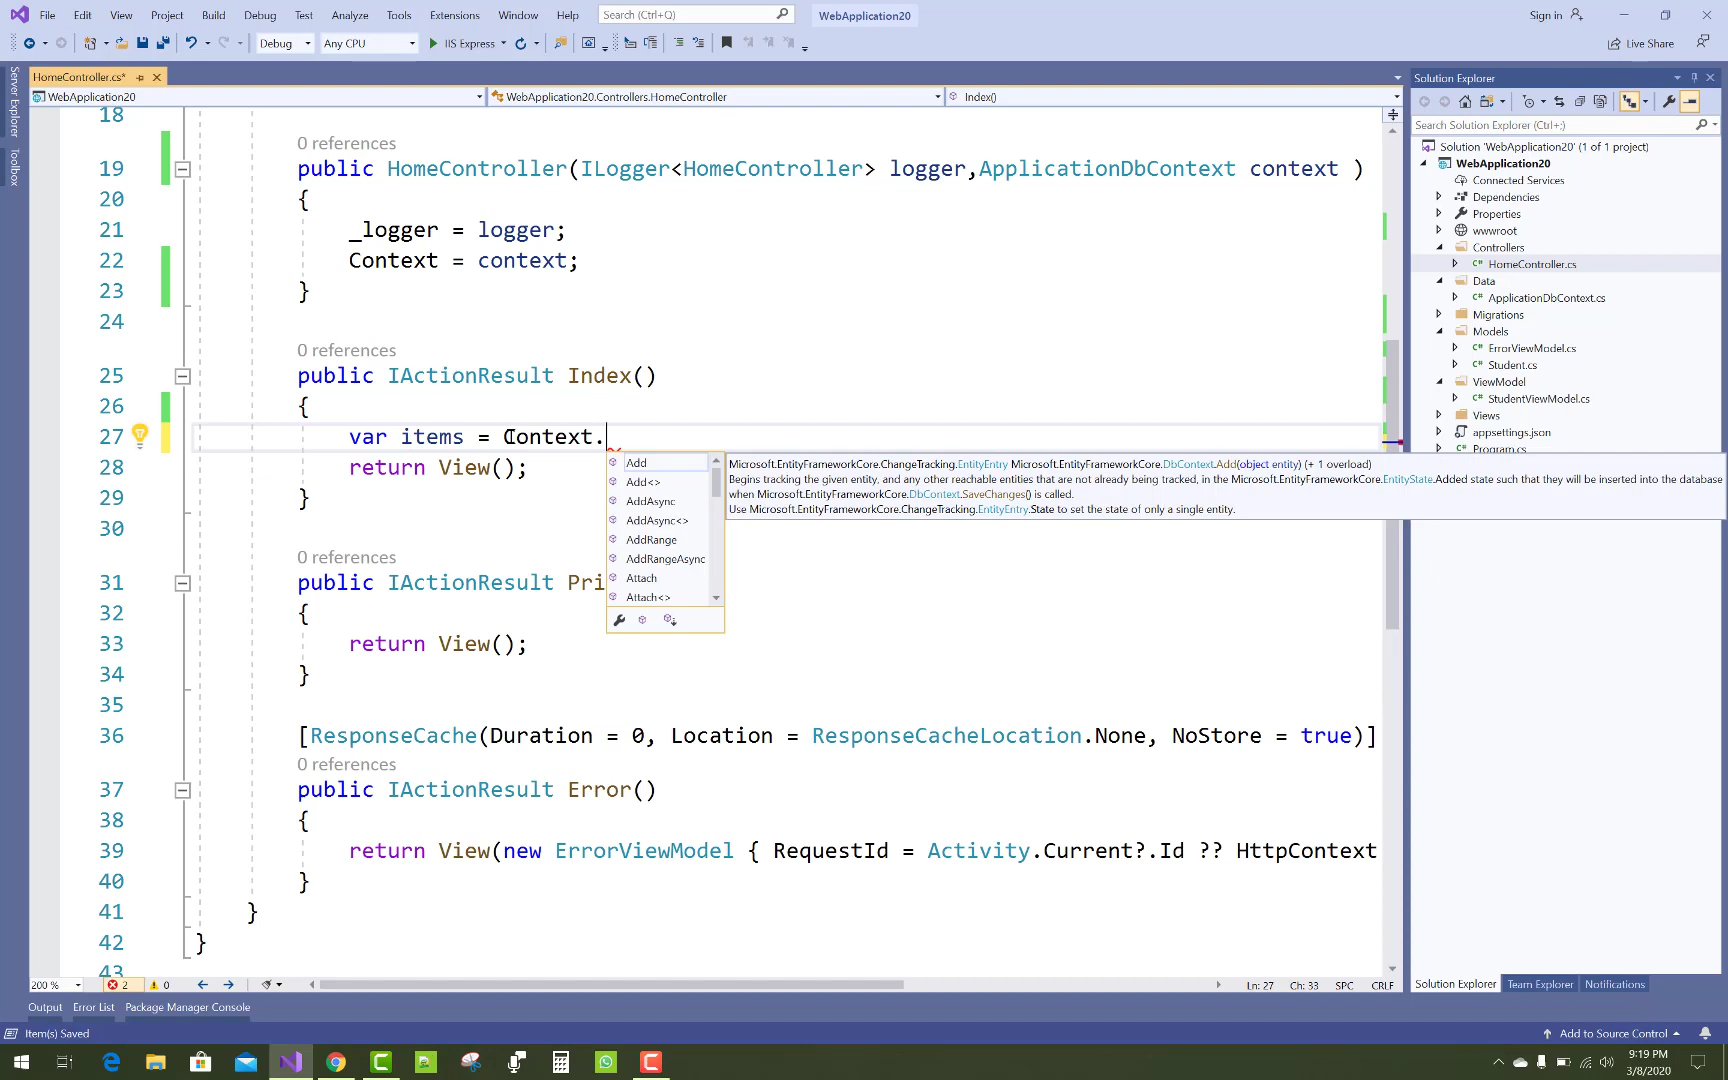 File Edit View Project Build Debug Test Analyze Tools Extensions Window Help Search (Ctrl+Q) WebApplication20 Sign in
Debug Any CPU IIS Express Live Share
Server Explorer
Toolbox
HomeController.cs*
WebApplication20 WebApplication20.Controllers.HomeController Index()
18
0 references
19 public HomeController(ILogger<HomeController> logger,ApplicationDbContext context )
20 {
21 _logger = logger;
22 Context = context;
23 }
24
0 references
25 public IActionResult Index()
26 {
27 var items = Context.
28 return View();
29 }
30
0 references
31 public IActionResult Pri
32 {
33 return View();
34 }
35
36 [ResponseCache(Duration = 0, Location = ResponseCacheLocation.None, NoStore = true)]
0 references
37 public IActionResult Error()
38 {
39 return View(new ErrorViewModel { RequestId = Activity.Current?.Id ?? HttpContext
40 }
41 }
42 }
43
Add
Add<>
AddAsync
AddAsync<>
AddRange
AddRangeAsync
Attach
Attach<>
Microsoft.EntityFrameworkCore.ChangeTracking.EntityEntry Microsoft.EntityFrameworkCore.DbContext.Add(object entity) (+ 1 overload)
Begins tracking the given entity, and any other reachable entities that are not already being tracked, in the Microsoft.EntityFrameworkCore.EntityState.Added state such that they will be inserted into the database
when Microsoft.EntityFrameworkCore.DbContext.SaveChanges() is called.
Use Microsoft.EntityFrameworkCore.ChangeTracking.EntityEntry.State to set the state of only a single entity.
Solution Explorer
Search Solution Explorer (Ctrl+;)
Solution 'WebApplication20' (1 of 1 project)
WebApplication20
Connected Services
Dependencies
Properties
wwwroot
Controllers
HomeController.cs
Data
ApplicationDbContext.cs
Migrations
Models
ErrorViewModel.cs
Student.cs
ViewModel
StudentViewModel.cs
Views
appsettings.json
Program.cs
200 % 2 0 Ln: 27 Ch: 33 SPC CRLF
Solution Explorer Team Explorer Notifications
Output Error List Package Manager Console
Item(s) Saved Add to Source Control
9:19 PM
3/8/2020